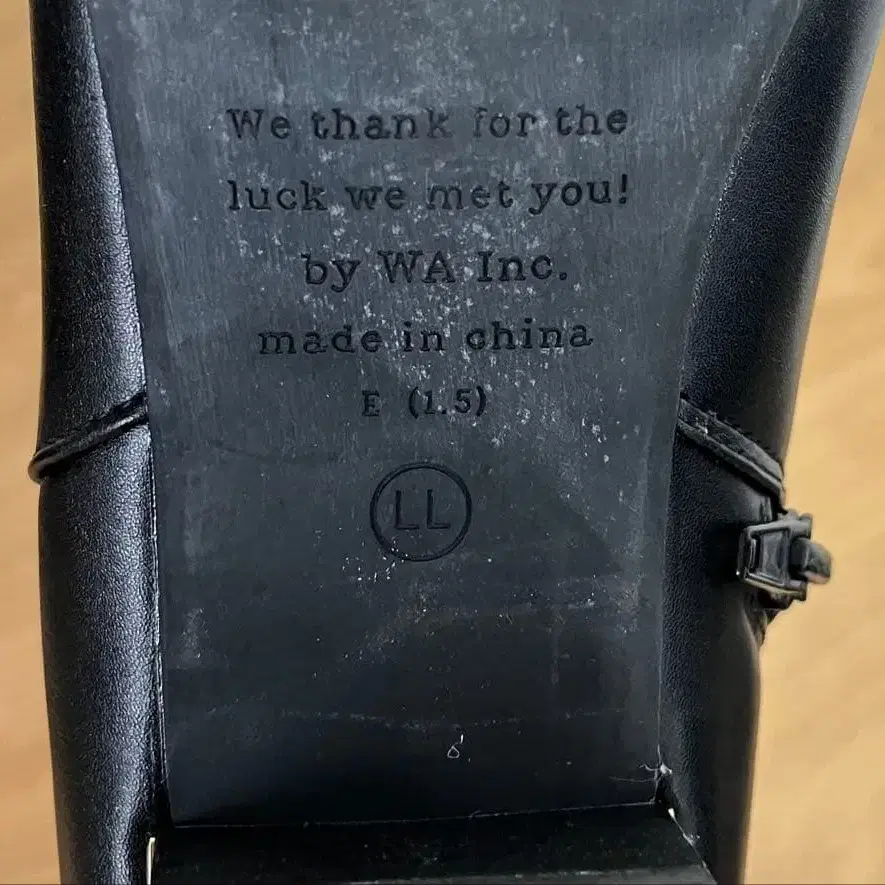 We thank for the
luck we met you!
by WA Inc.
made in china
E (1.5)
LL